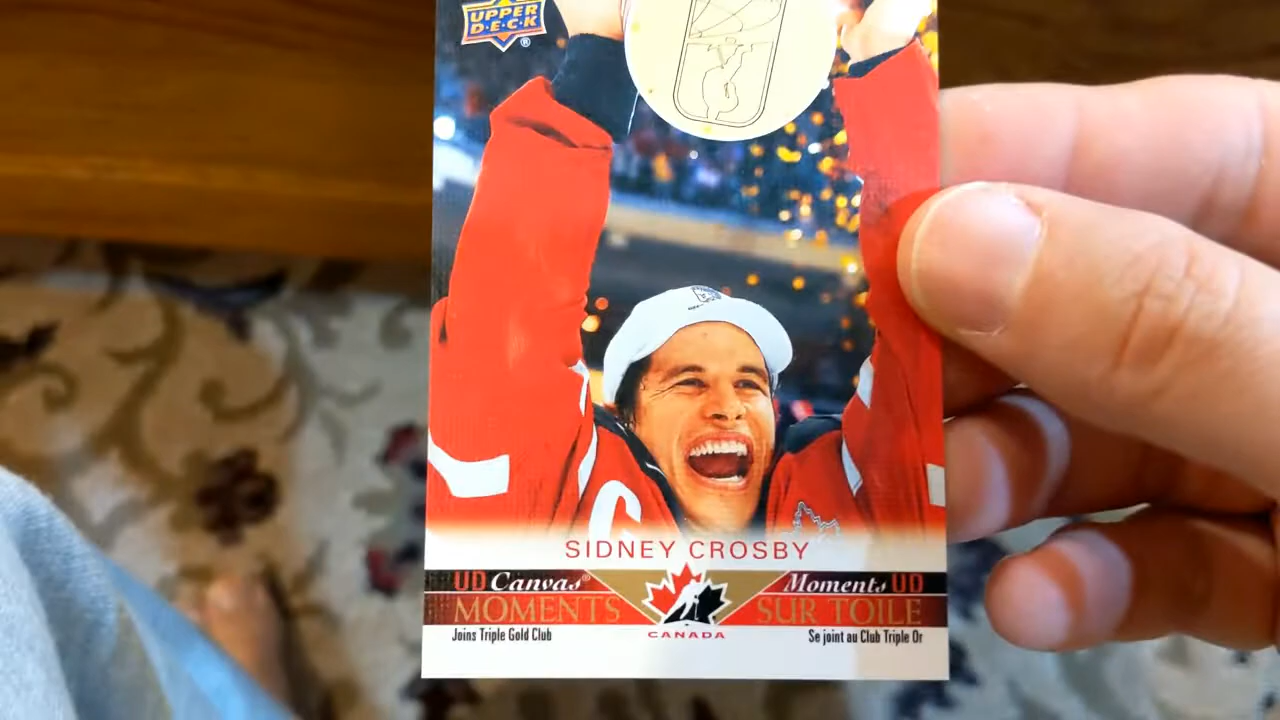 UPPER
D·E·C·K
®
C
SIDNEY CROSBY
UD Canvas® Moments UD
MOMENTS SUR TOILE
CANADA
Joins Triple Gold Club Se joint au Club Triple Or